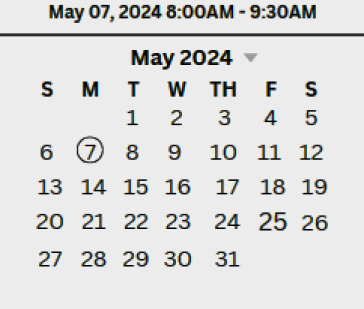 May 07, 2024 8:00AM - 9:30AM
May 2024
S M T W TH F S
1 2 3 4 5
6 7 8 9 10 11 12
13 14 15 16 17 18 19
20 21 22 23 24 25 26
27 28 29 30 31